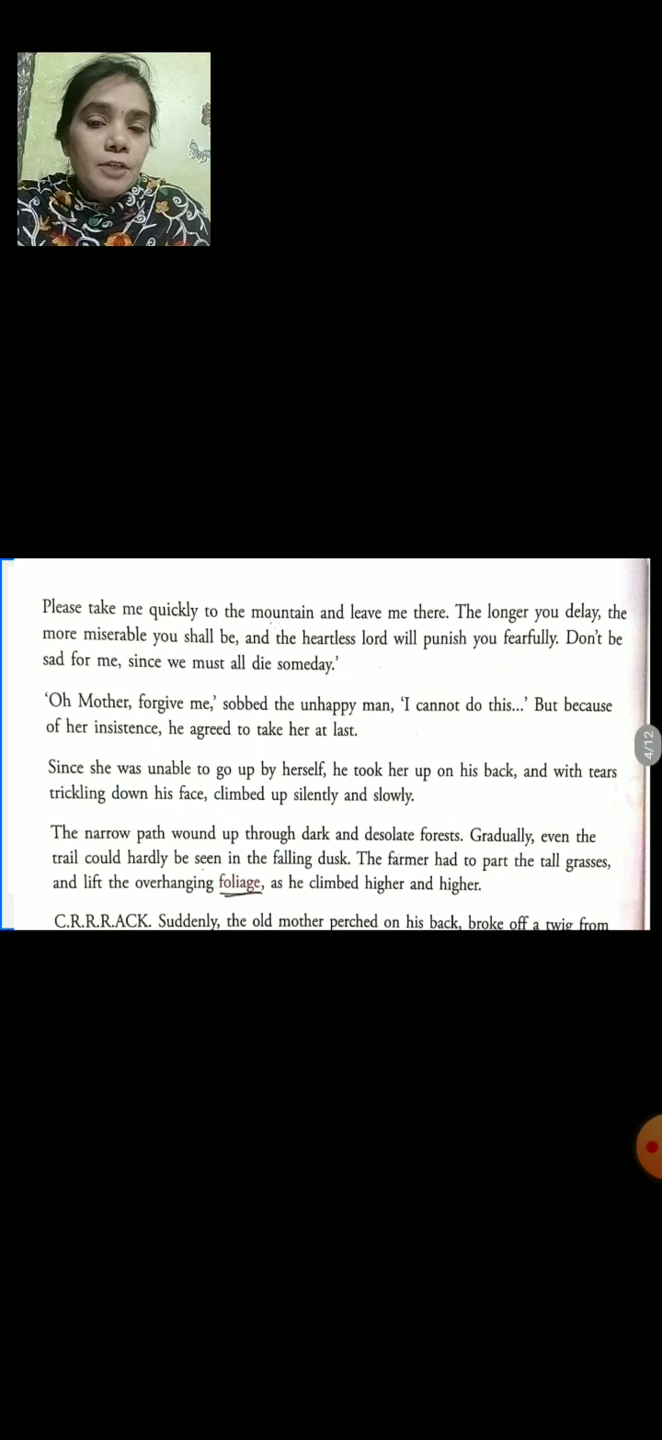 Please take me quickly to the mountain and leave me there. The longer you delay, the
more miserable you shall be, and the heartless lord will punish you fearfully. Don't be
sad for me, since we must all die someday.'
'Oh Mother, forgive me,' sobbed the unhappy man, 'I cannot do this...' But because
of her insistence, he agreed to take her at last.
4/12
Since she was unable to go up by herself, he took her up on his back, and with tears
trickling down his face, climbed up silently and slowly.
The narrow path wound up through dark and desolate forests. Gradually, even the
trail could hardly be seen in the falling dusk. The farmer had to part the tall grasses,
and lift the overhanging foliage, as he climbed higher and higher.
C.R.R.R.ACK. Suddenly, the old mother perched on his back, broke off a twig from